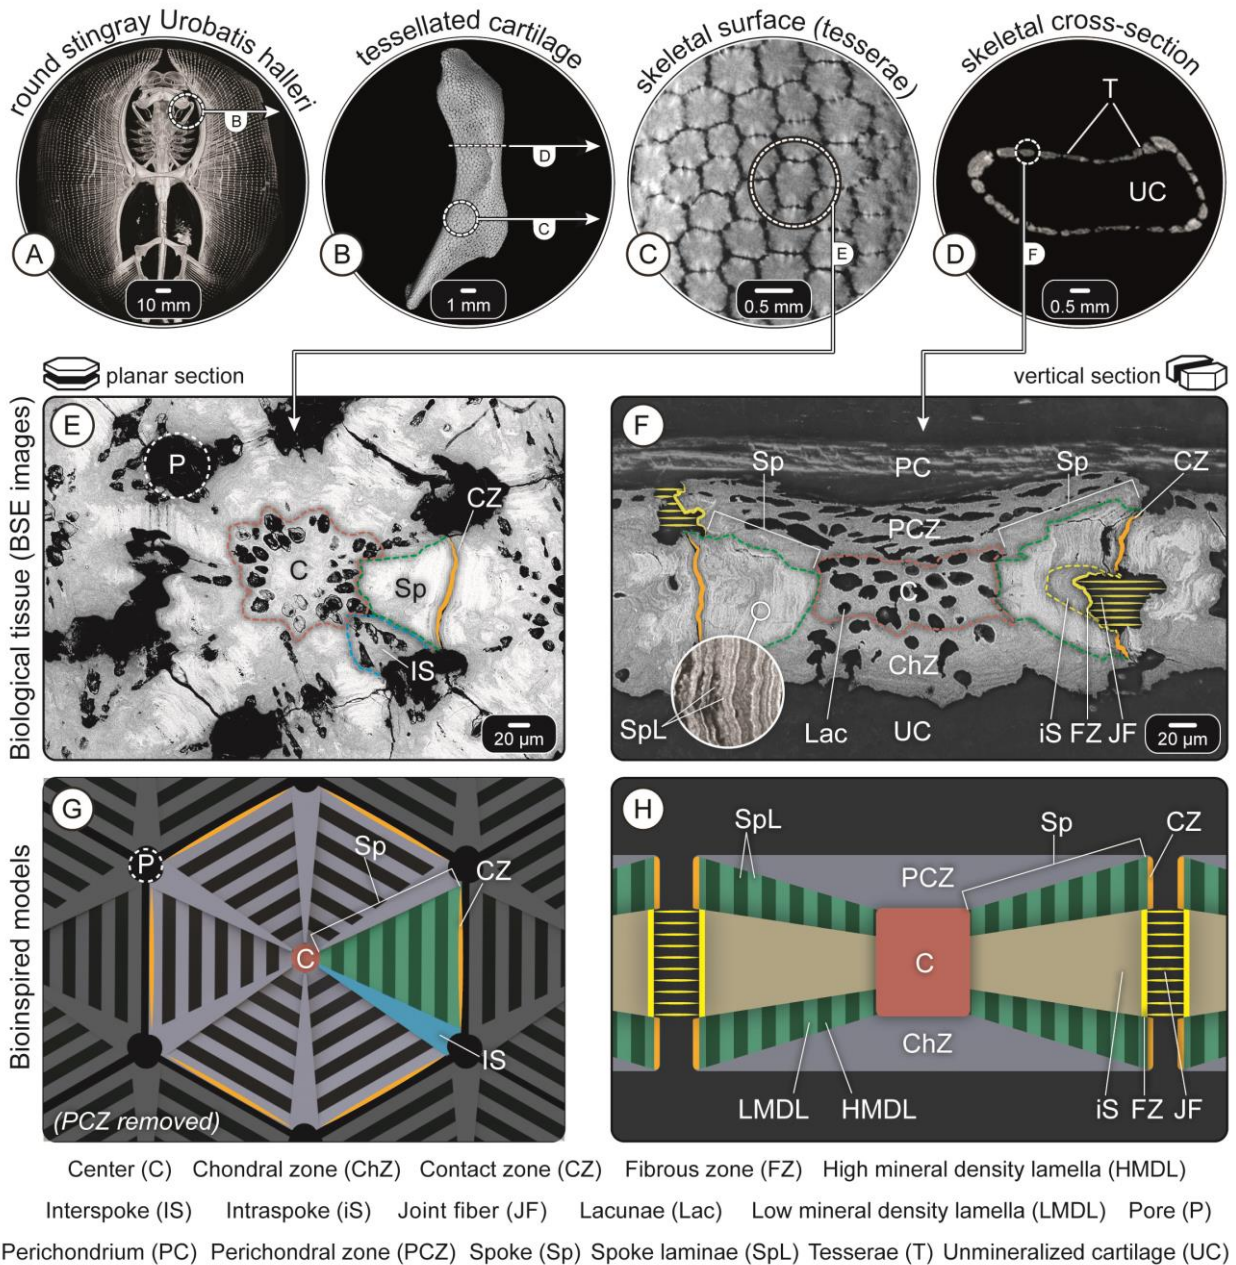 round stingray Urobatis halleri
tessellated cartilage
skeletal surface (tesserae)
skeletal cross-section
A
B
10 mm
B
D
C
1 mm
C
E
0.5 mm
D
T
UC
F
0.5 mm
planar section
vertical section
Biological tissue (BSE images)
E
P
C
CZ
Sp
IS
20 µm
F
Sp
PC
Sp
CZ
PCZ
C
ChZ
SpL
Lac
UC
iS FZ JF
20 µm
Bioinspired models
G
P
Sp
CZ
C
IS
(PCZ removed)
H
SpL
Sp
CZ
PCZ
C
ChZ
LMDL
HMDL
iS FZ JF
Center (C) Chondral zone (ChZ) Contact zone (CZ) Fibrous zone (FZ) High mineral density lamella (HMDL)
Interspoke (IS) Intraspoke (iS) Joint fiber (JF) Lacunae (Lac) Low mineral density lamella (LMDL) Pore (P)
Perichondrium (PC) Perichondral zone (PCZ) Spoke (Sp) Spoke laminae (SpL) Tesserae (T) Unmineralized cartilage (UC)